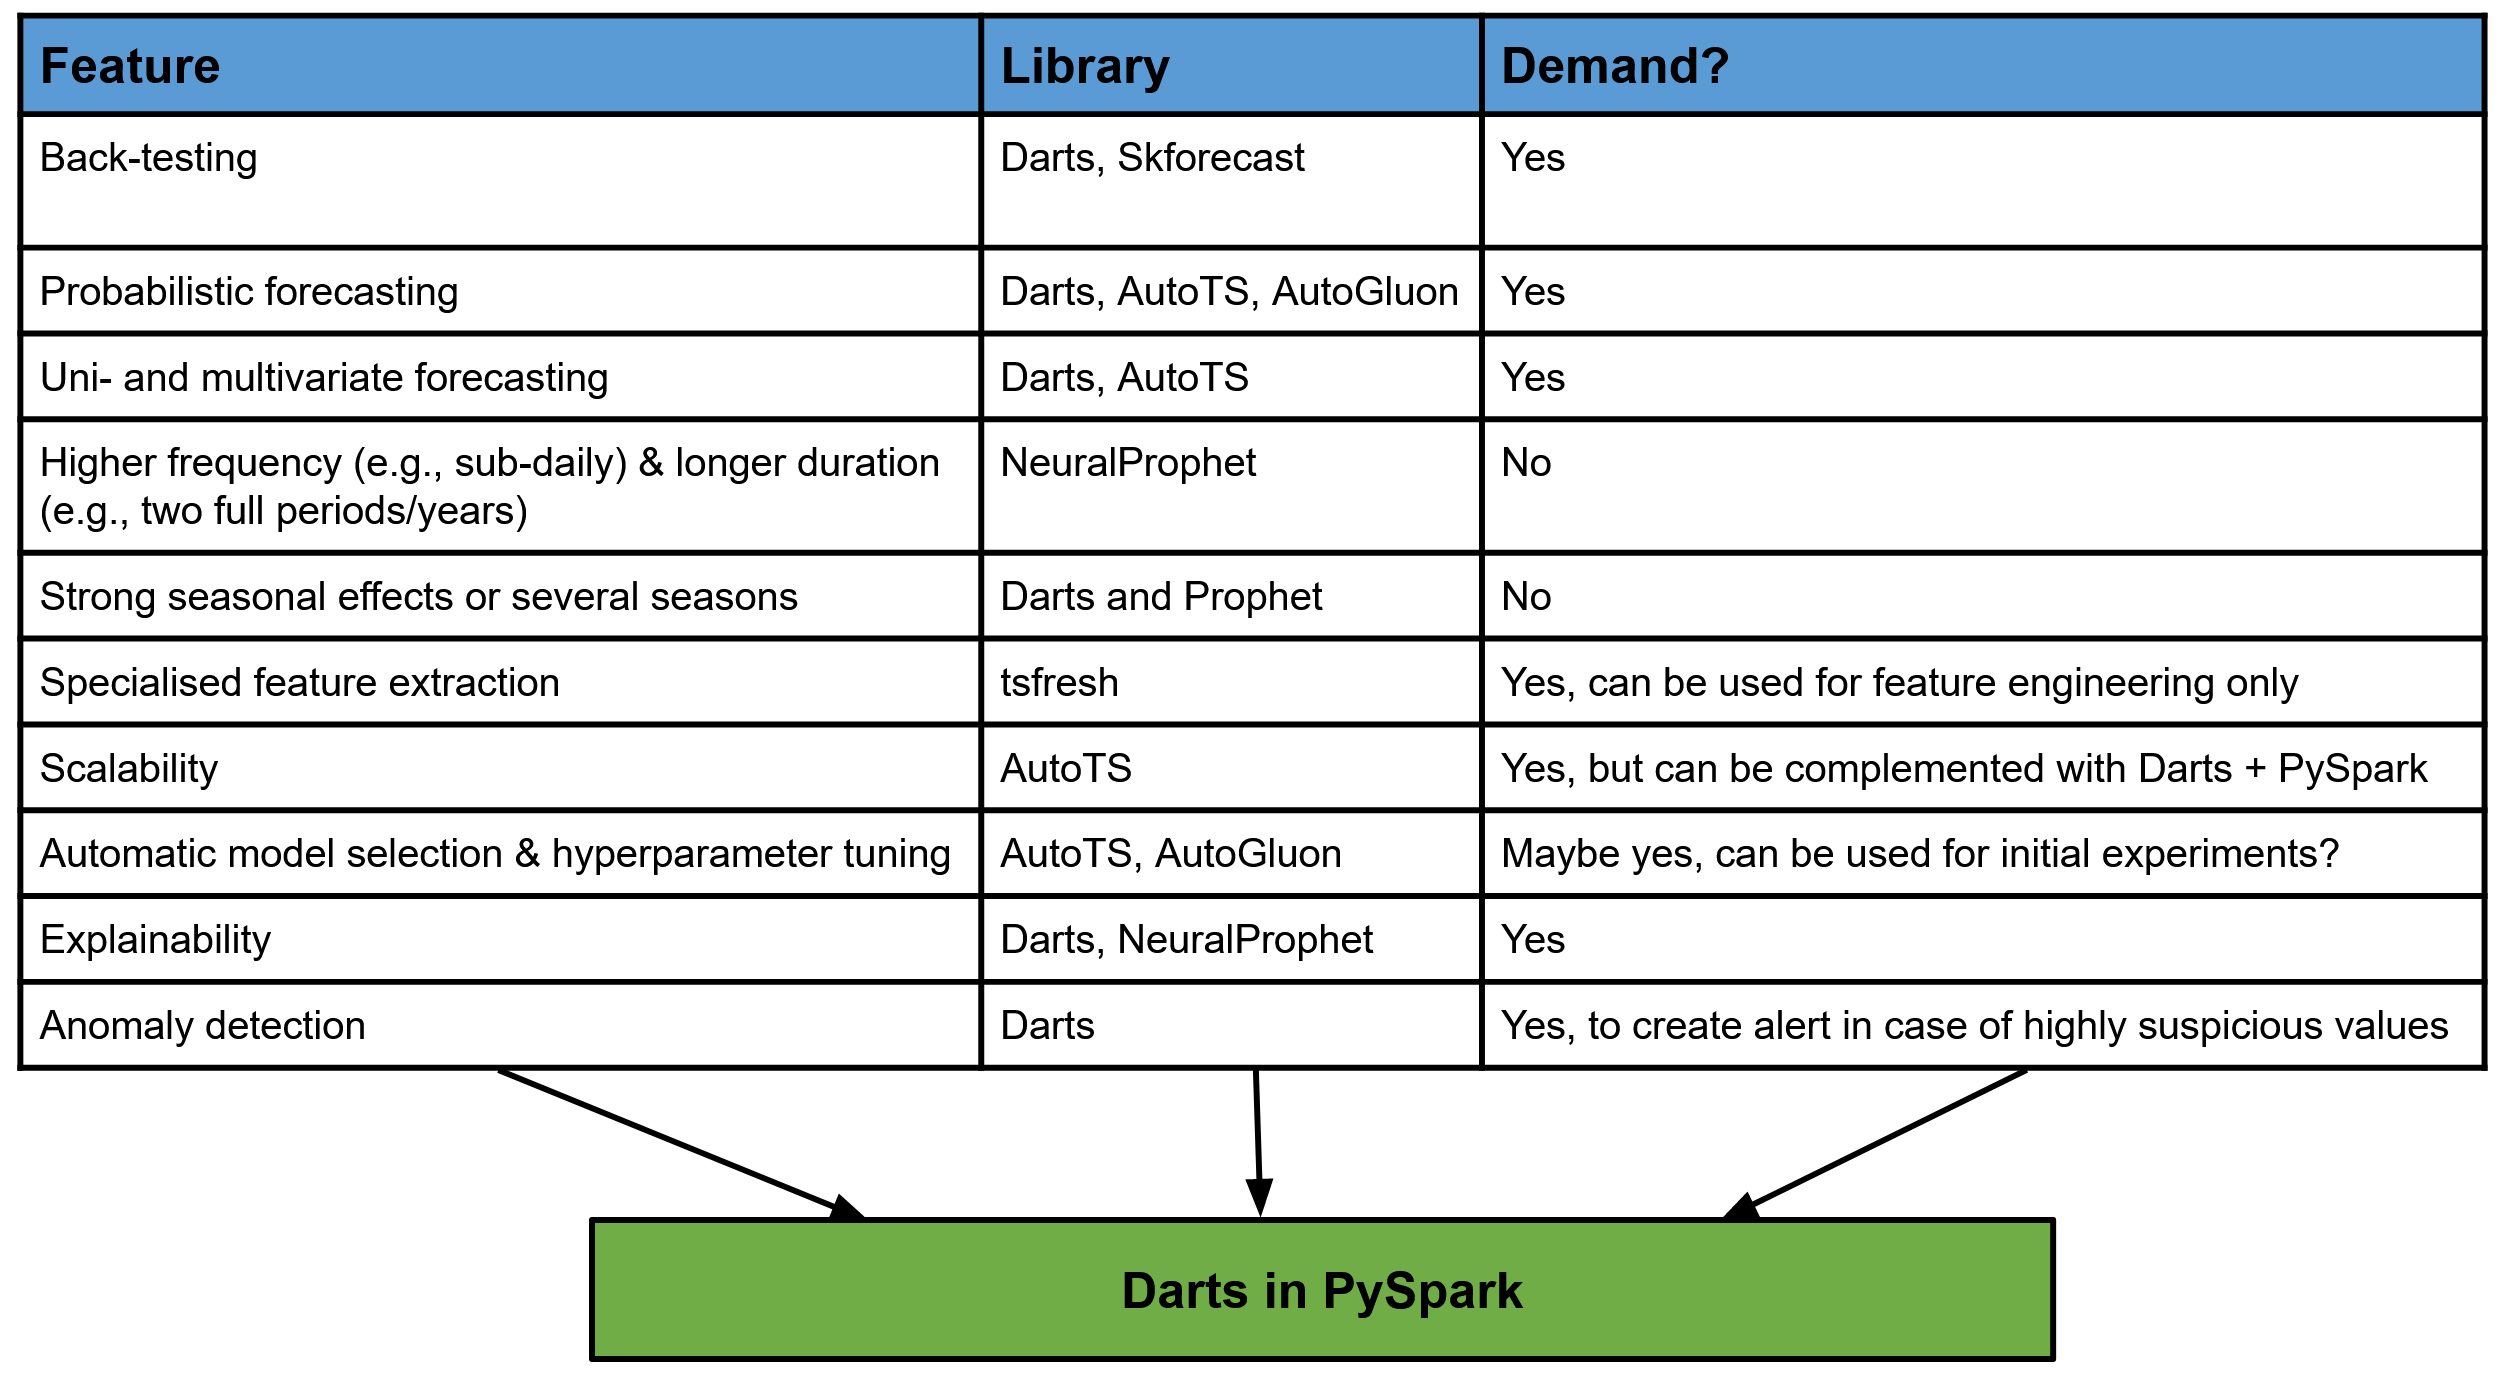 Feature Library Demand?
Back-testing Darts, Skforecast Yes
Probabilistic forecasting Darts, AutoTS, AutoGluon Yes
Uni- and multivariate forecasting Darts, AutoTS Yes
Higher frequency (e.g., sub-daily) & longer duration NeuralProphet No
(e.g., two full periods/years)
Strong seasonal effects or several seasons Darts and Prophet No
Specialised feature extraction tsfresh Yes, can be used for feature engineering only
Scalability AutoTS Yes, but can be complemented with Darts + PySpark
Automatic model selection & hyperparameter tuning AutoTS, AutoGluon Maybe yes, can be used for initial experiments?
Explainability Darts, NeuralProphet Yes
Anomaly detection Darts Yes, to create alert in case of highly suspicious values
Darts in PySpark